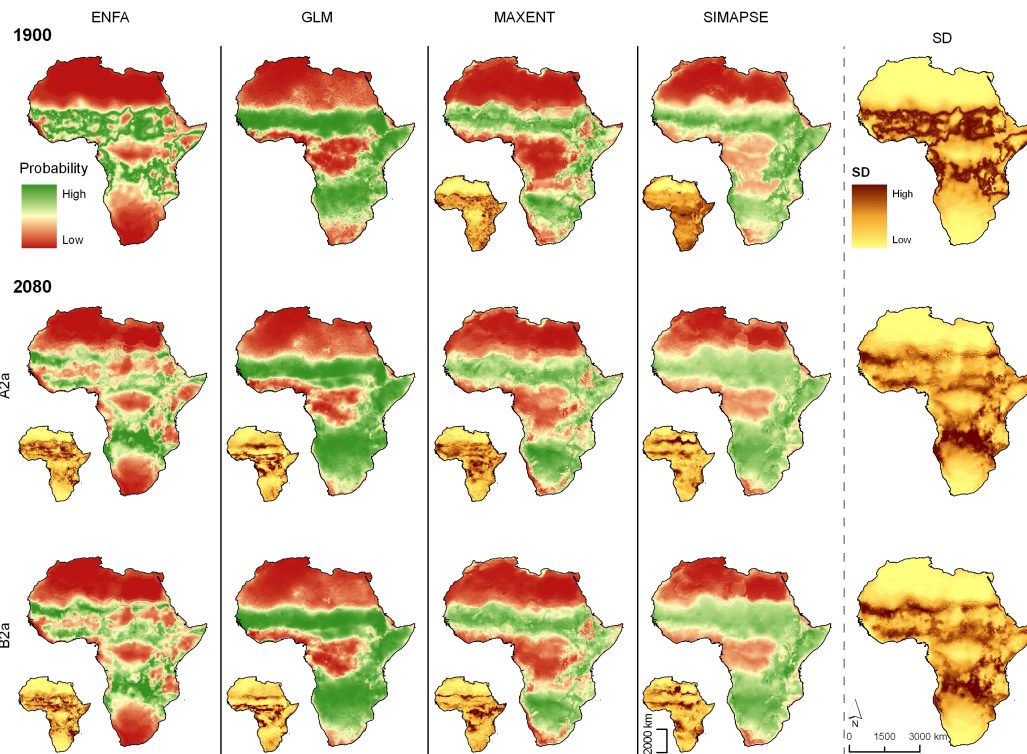 ENFA
GLM
MAXENT
SIMAPSE
SD
1900
Probability
High
Low
SD
High
Low
2080
A2a
B2a
2000 km
N
0 1500 3000 km